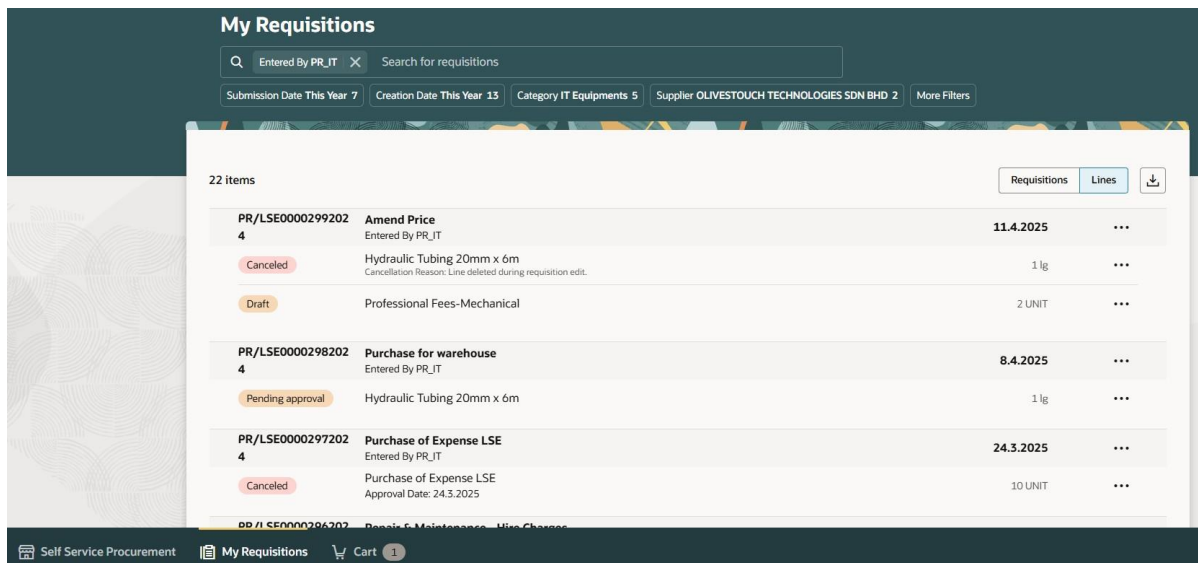 My Requisitions
Entered By PR_IT Search for requisitions
Submission Date This Year 7 Creation Date This Year 13 Category IT Equipments 5 Supplier OLIVESTOUCH TECHNOLOGIES SDN BHD 2 More Filters
22 items Requisitions Lines
PR/LSE0000299202 Amend Price 11.4.2025
4 Entered By PR_IT
Canceled Hydraulic Tubing 20mm x 6m 1 lg
Cancellation Reason: Line deleted during requisition edit.
Draft Professional Fees-Mechanical 2 UNIT
PR/LSE0000298202 Purchase for warehouse 8.4.2025
4 Entered By PR_IT
Pending approval Hydraulic Tubing 20mm x 6m 1 lg
PR/LSE0000297202 Purchase of Expense LSE 24.3.2025
4 Entered By PR_IT
Canceled Purchase of Expense LSE 10 UNIT
Approval Date: 24.3.2025
PR/LSE0000296202 Repair & Maintenance - Hire Charges
Self Service Procurement My Requisitions Cart 1